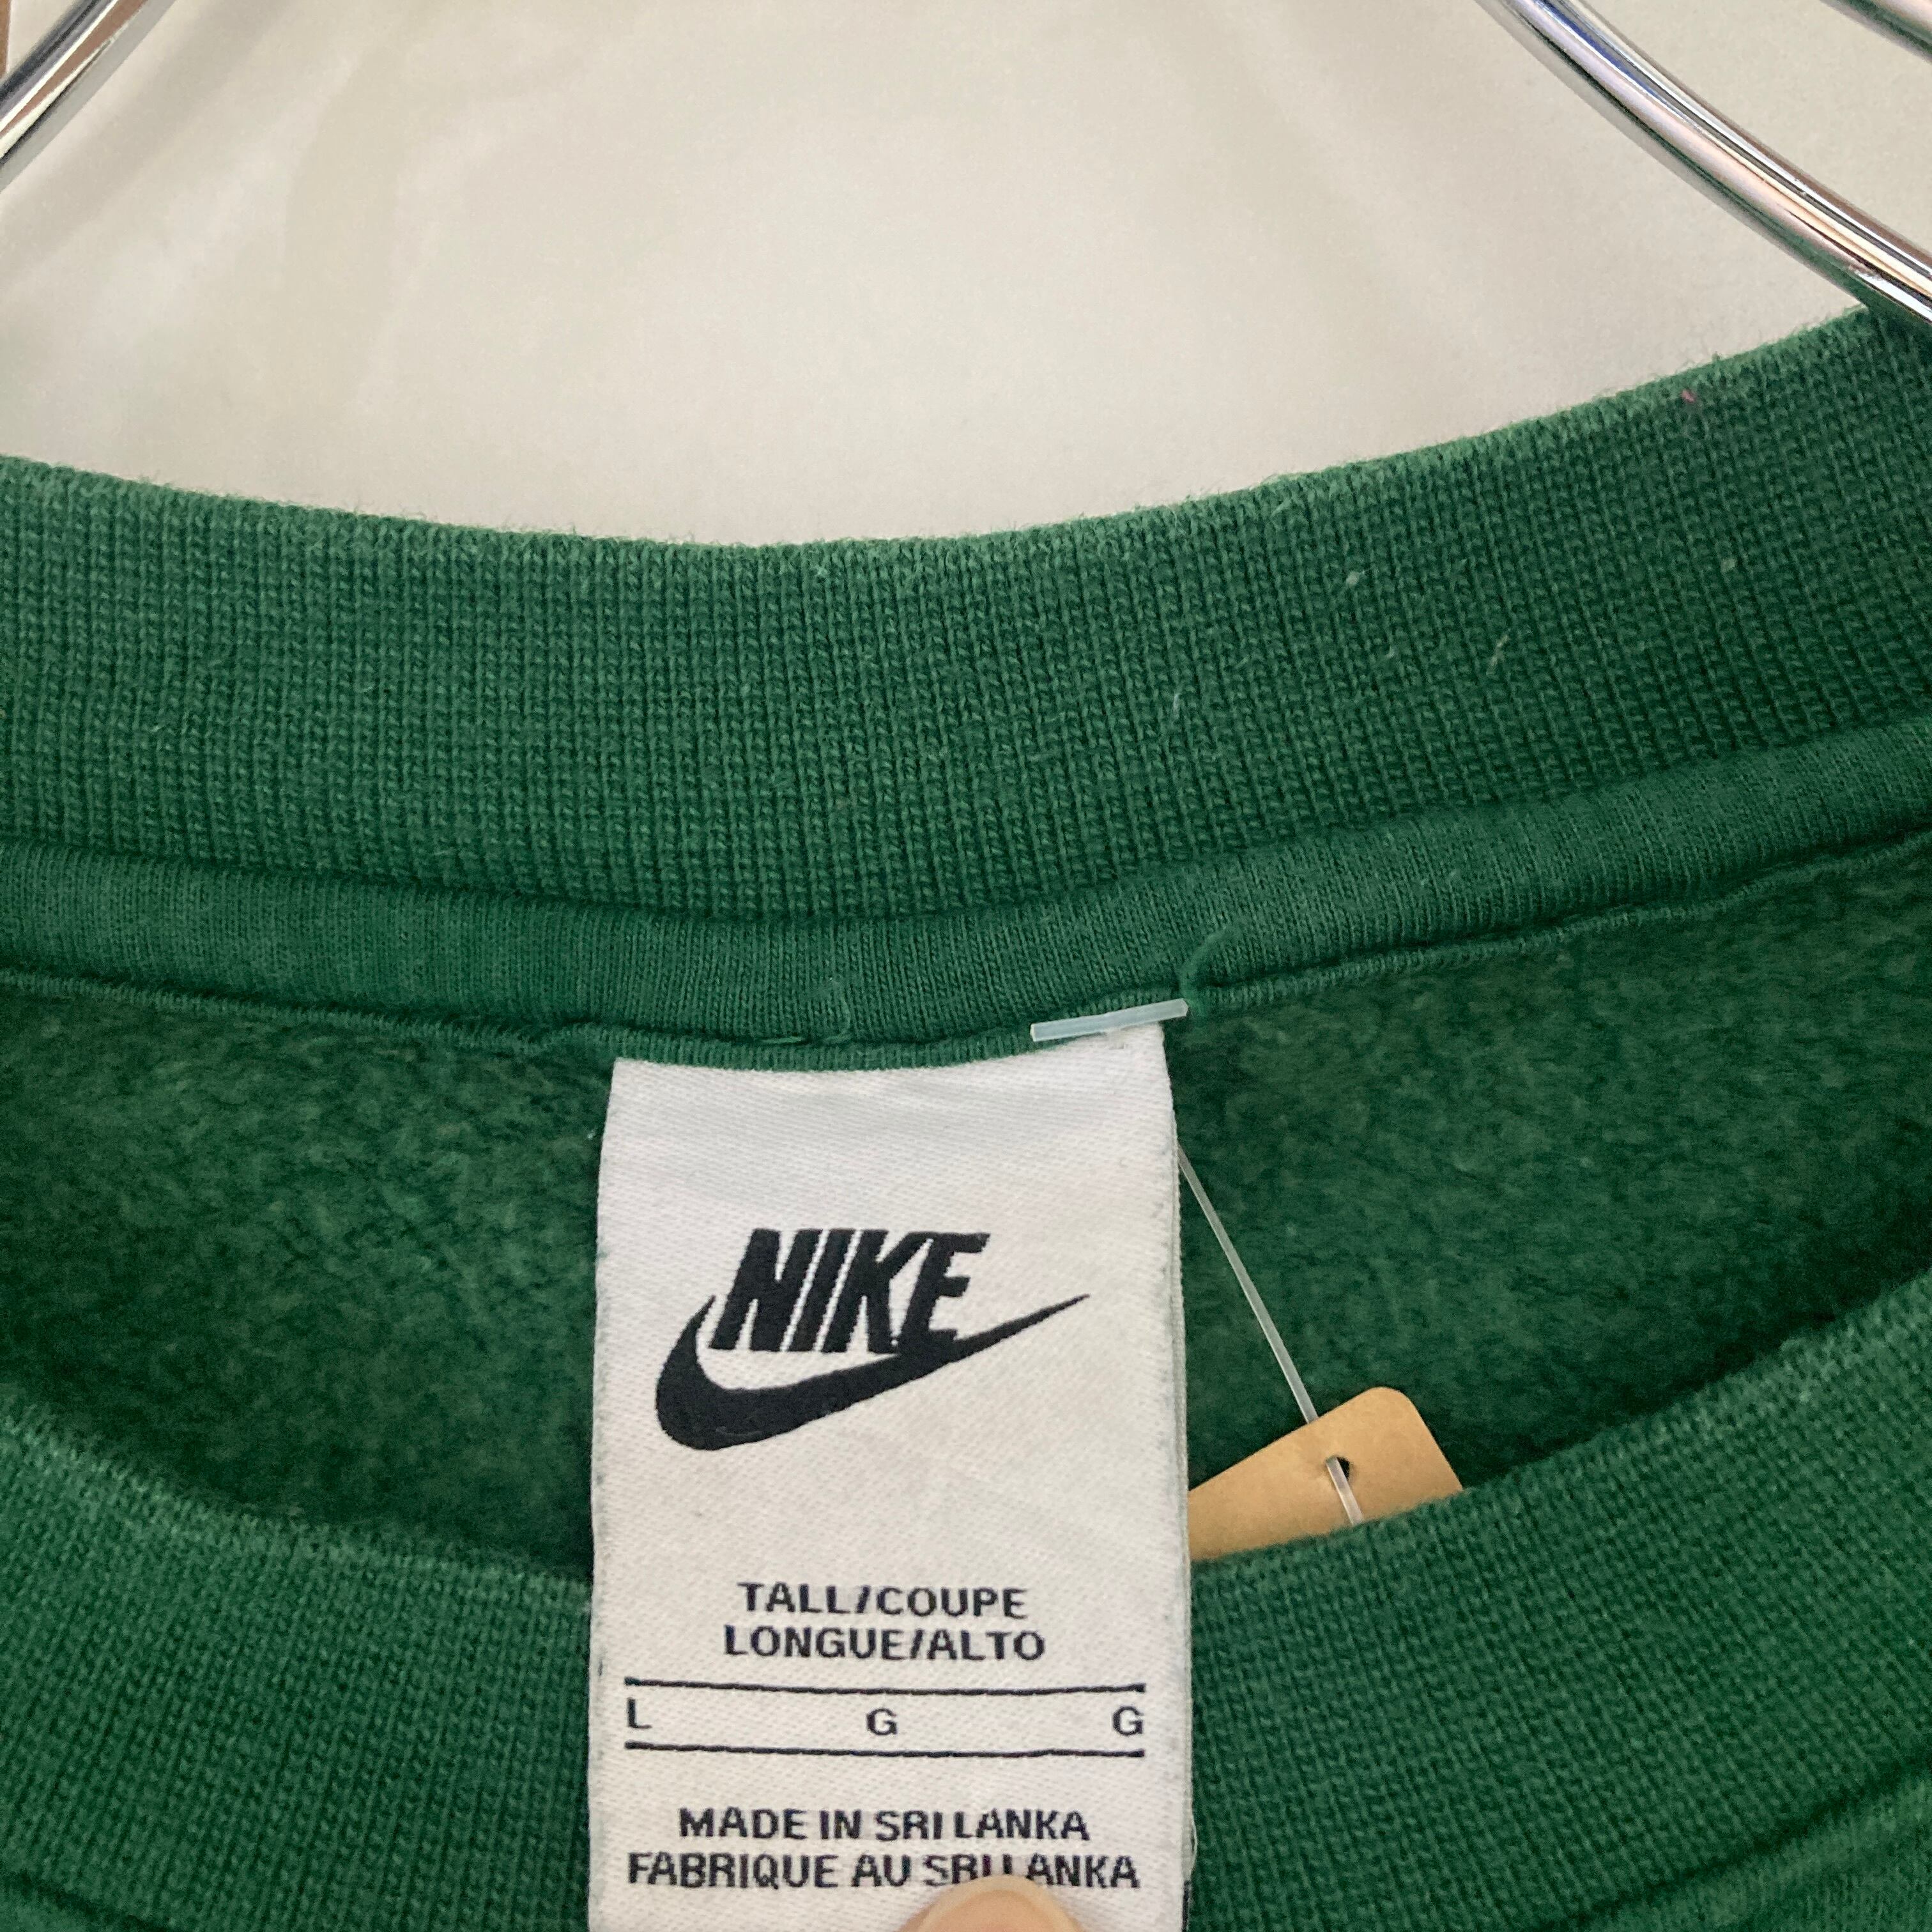 NIKE
TALL/COUPE
LONGUE/ALTO
L G G
MADE IN SRI LANKA
FABRIQUE AU SRI LANKA